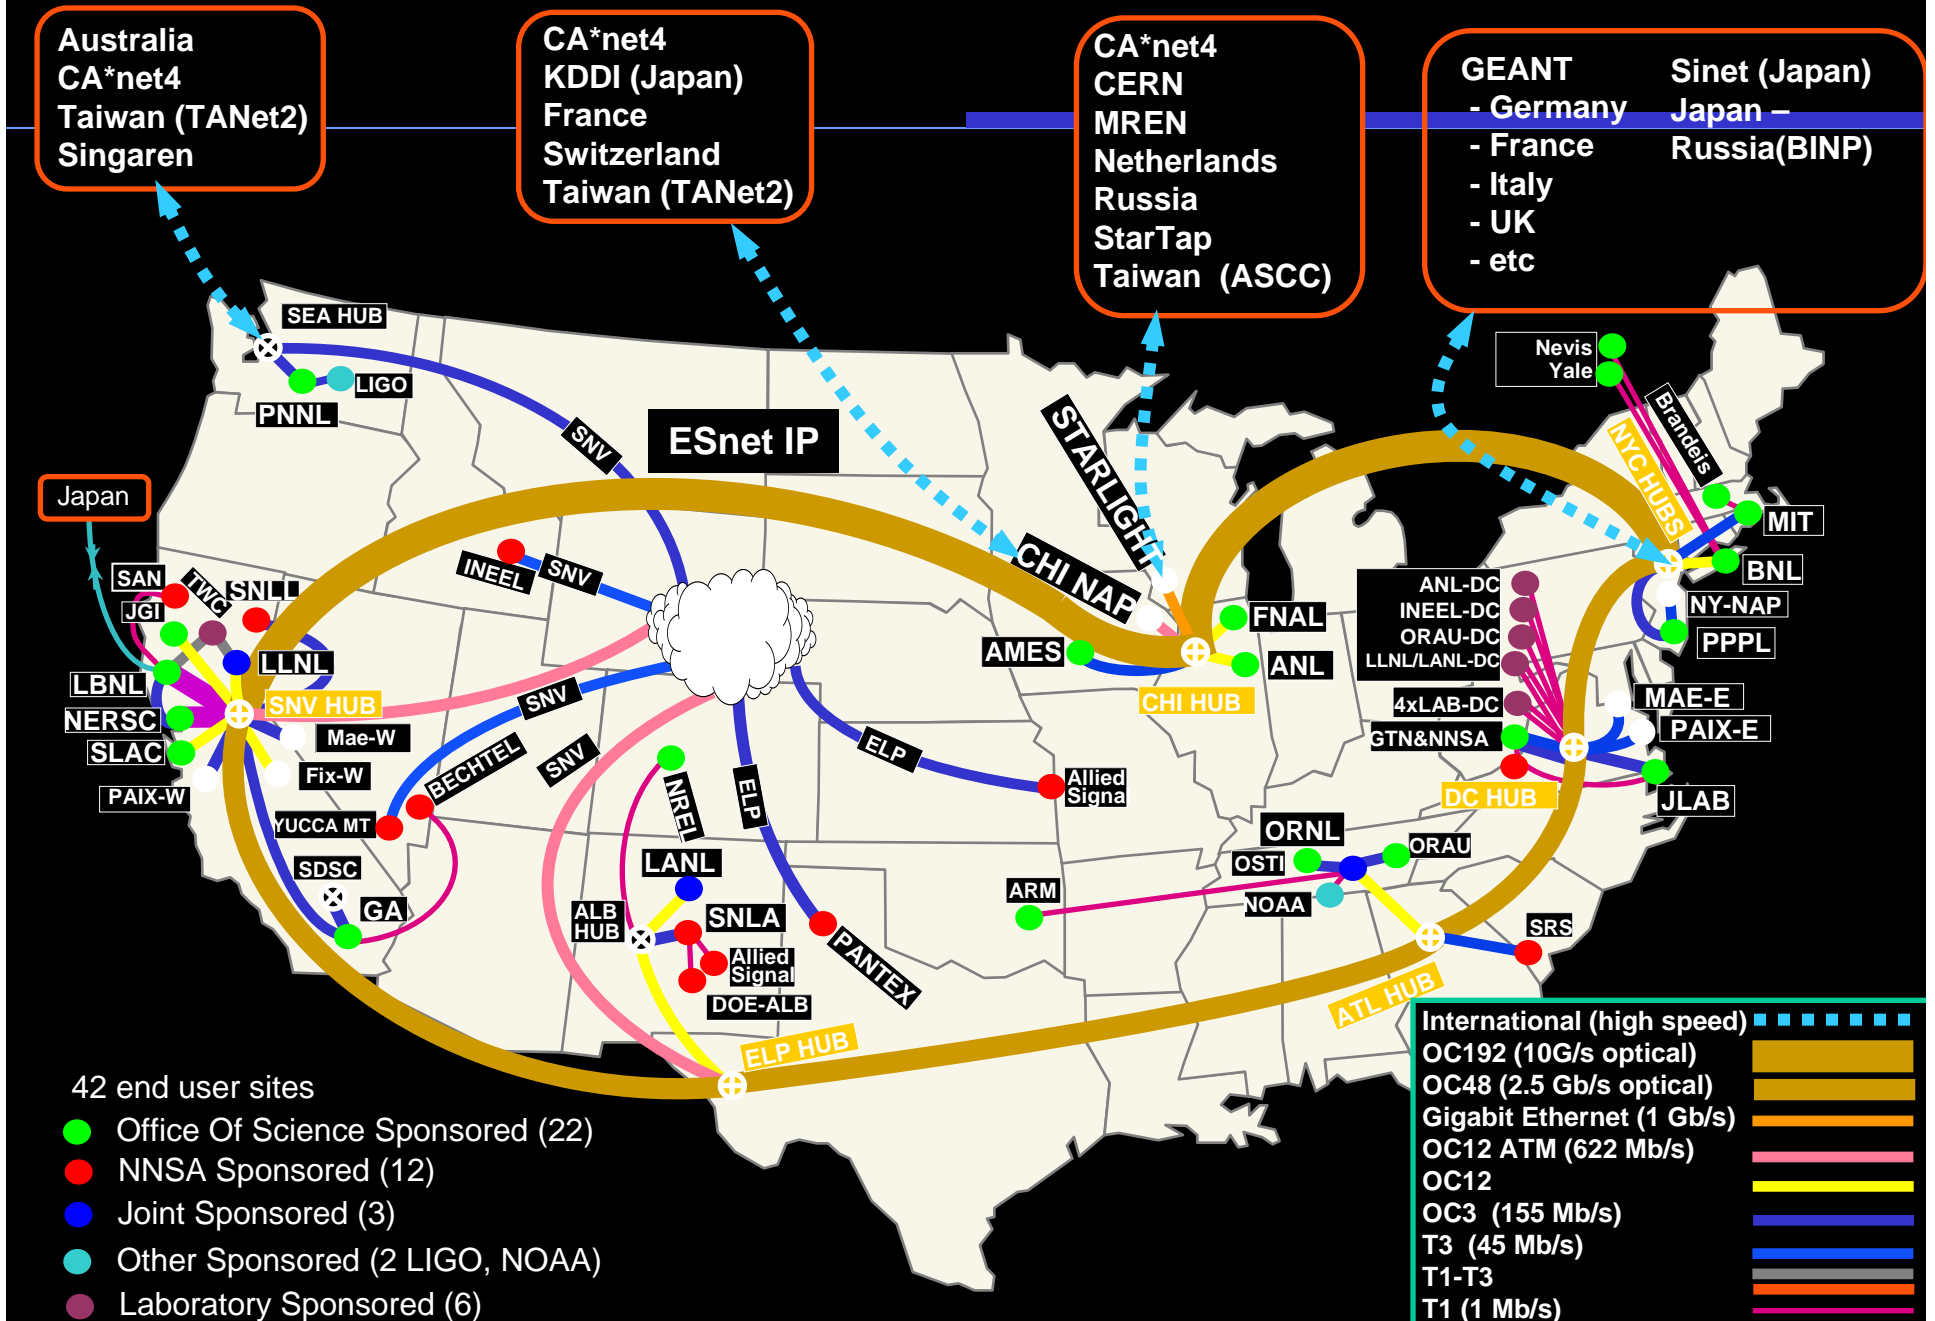 Australia
CA*net4
Taiwan (TANet2)
Singaren
CA*net4
KDDI (Japan)
France
Switzerland
Taiwan (TANet2)
CA*net4
CERN
MREN
Netherlands
Russia
StarTap
Taiwan (ASCC)
GEANT
- Germany
- France
- Italy
- UK
- etc
Sinet (Japan)
Japan –
Russia(BINP)
SEA HUB
LIGO
PNNL
SNV
ESnet IP
STARLIGHT
CHI NAP
Nevis
Yale
Brandeis
NYC HUBS
MIT
BNL
NY-NAP
PPPL
Japan
SAN
TWC
SNLL
JGI
LLNL
LBNL
SNV HUB
NERSC
Mae-W
SLAC
Fix-W
PAIX-W
INEEL
SNV
SNV
SNV
BECHTEL
YUCCA MT
SDSC
GA
AMES
FNAL
ANL
CHI HUB
ANL-DC
INEEL-DC
ORAU-DC
LLNL/LANL-DC
4xLAB-DC
GTN&NNSA
MAE-E
PAIX-E
DC HUB
JLAB
ELP
Allied
Signa
ELP
NREL
LANL
ALB
HUB
SNLA
Allied
Signal
DOE-ALB
PANTEX
ELP HUB
ORNL
OSTI
ORAU
ARM
NOAA
SRS
ATL HUB
42 end user sites
Office Of Science Sponsored (22)
NNSA Sponsored (12)
Joint Sponsored (3)
Other Sponsored (2 LIGO, NOAA)
Laboratory Sponsored (6)
International (high speed)
OC192 (10G/s optical)
OC48 (2.5 Gb/s optical)
Gigabit Ethernet (1 Gb/s)
OC12 ATM (622 Mb/s)
OC12
OC3 (155 Mb/s)
T3 (45 Mb/s)
T1-T3
T1 (1 Mb/s)